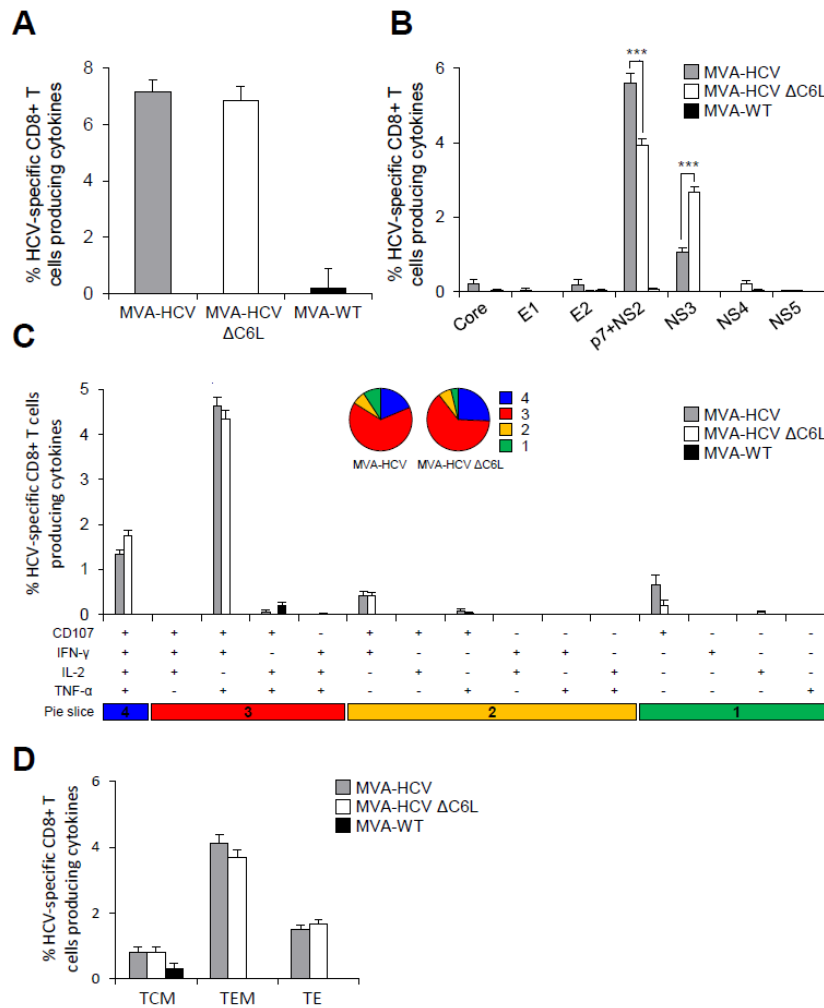 A
% HCV-specific CD8+ T
cells producing cytokines
8
6
4
2
0
MVA-HCV
MVA-HCV
ΔC6L
MVA-WT
B
% HCV-specific CD8+ T
cells producing cytokines
6
4
2
0
***
***
MVA-HCV
MVA-HCV ΔC6L
MVA-WT
Core
E1
E2
p7+NS2
NS3
NS4
NS5
C
% HCV-specific CD8+ T cells
producing cytokines
5
4
3
2
1
0
MVA-HCV
MVA-HCV ΔC6L
4
3
2
1
MVA-HCV
MVA-HCV ΔC6L
MVA-WT
CD107 + + + + - + + + - - - + - - -
IFN-γ + + + - + + - - + + - - + - -
IL-2 + + - + + - + - + - + - - + -
TNF-α + - + + + - - + - + + - - - +
Pie slice 4 3 2 1
D
% HCV-specific CD8+ T
cells producing cytokines
6
4
2
0
MVA-HCV
MVA-HCV ΔC6L
MVA-WT
TCM
TEM
TE